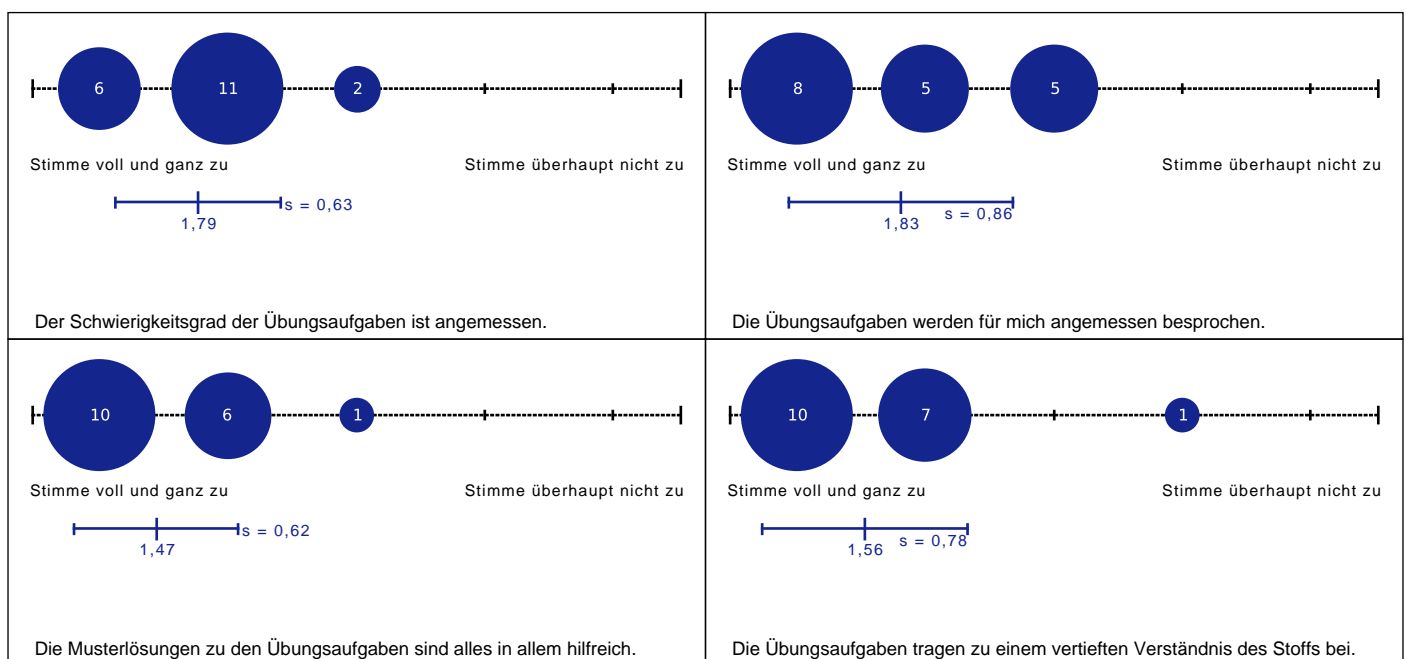 6 11 2
Stimme voll und ganz zu Stimme überhaupt nicht zu
s = 0,63
1,79
Der Schwierigkeitsgrad der Übungsaufgaben ist angemessen.
8 5 5
Stimme voll und ganz zu Stimme überhaupt nicht zu
s = 0,86
1,83
Die Übungsaufgaben werden für mich angemessen besprochen.
10 6 1
Stimme voll und ganz zu Stimme überhaupt nicht zu
s = 0,62
1,47
Die Musterlösungen zu den Übungsaufgaben sind alles in allem hilfreich.
10 7 1
Stimme voll und ganz zu Stimme überhaupt nicht zu
s = 0,78
1,56
Die Übungsaufgaben tragen zu einem vertieften Verständnis des Stoffs bei.